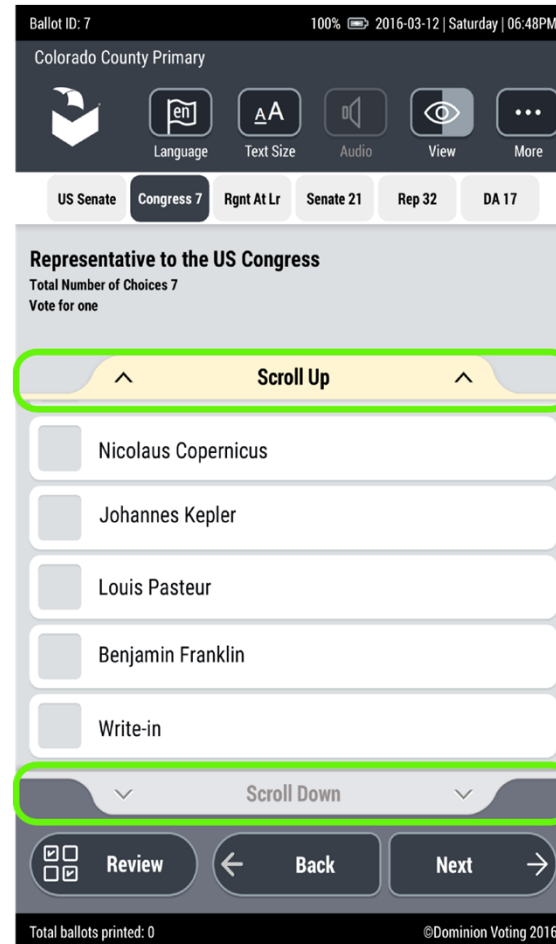 Ballot ID: 7 100% 2016-03-12 | Saturday | 06:48PM
Colorado County Primary
en AA
Language Text Size Audio View More
US Senate Congress 7 Rgnt At Lr Senate 21 Rep 32 DA 17
Representative to the US Congress
Total Number of Choices 7
Vote for one
Scroll Up
Nicolaus Copernicus
Johannes Kepler
Louis Pasteur
Benjamin Franklin
Write-in
Scroll Down
Review Back Next
Total ballots printed: 0 ©Dominion Voting 2016